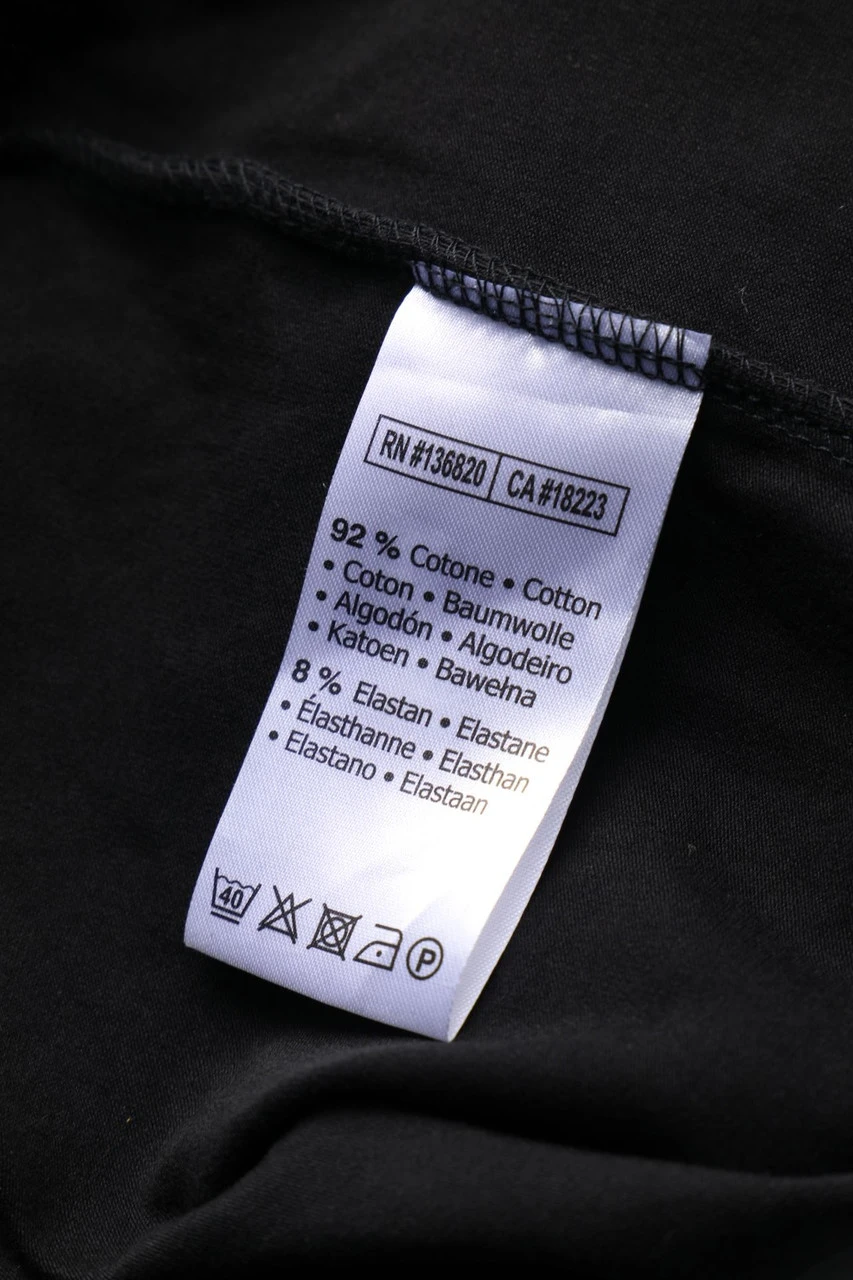 RN #136820 CA #18223
92 % Cotone • Cotton
• Coton • Baumwolle
• Algodón • Algodeiro
• Katoen • Bawełna
8 % Elastan • Elastane
• Élasthanne • Elasthan
• Elastano • Elastaan
40 P